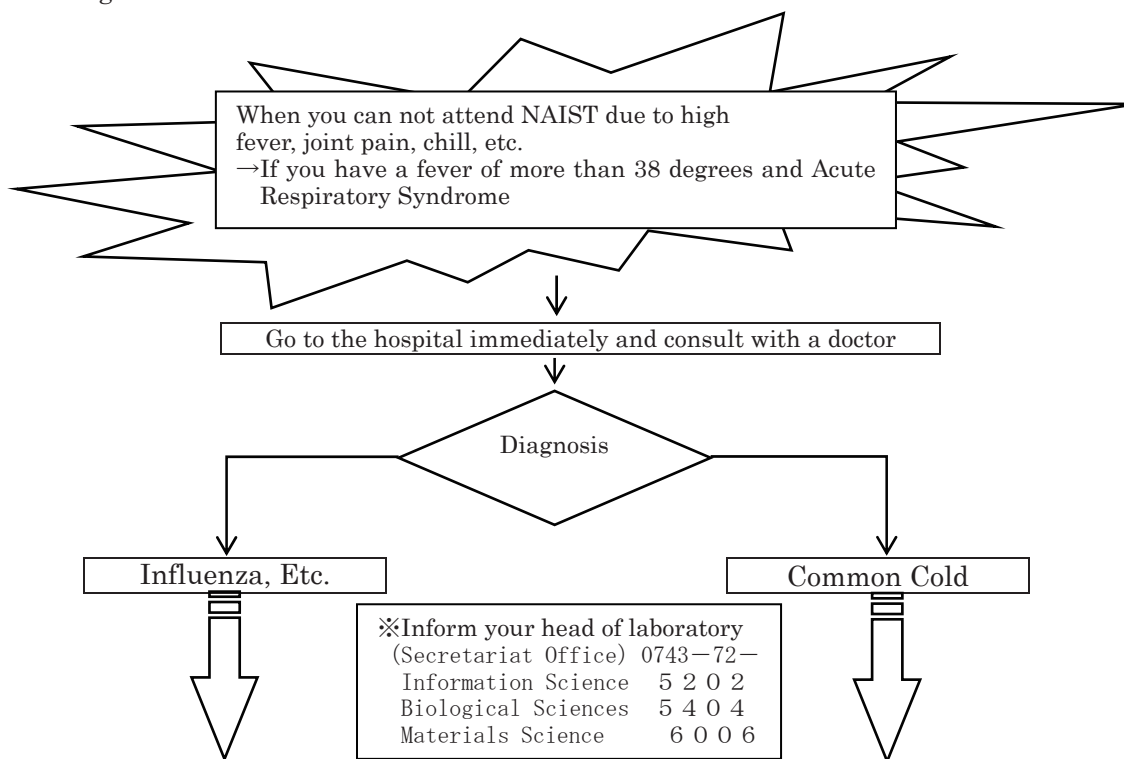 When you can not attend NAIST due to high
fever, joint pain, chill, etc.
→If you have a fever of more than 38 degrees and Acute
Respiratory Syndrome
Go to the hospital immediately and consult with a doctor
Diagnosis
Influenza, Etc.
Common Cold
※Inform your head of laboratory
(Secretariat Office) 0743－72－
Information Science ５２０２
Biological Sciences ５４０４
Materials Science ６００６